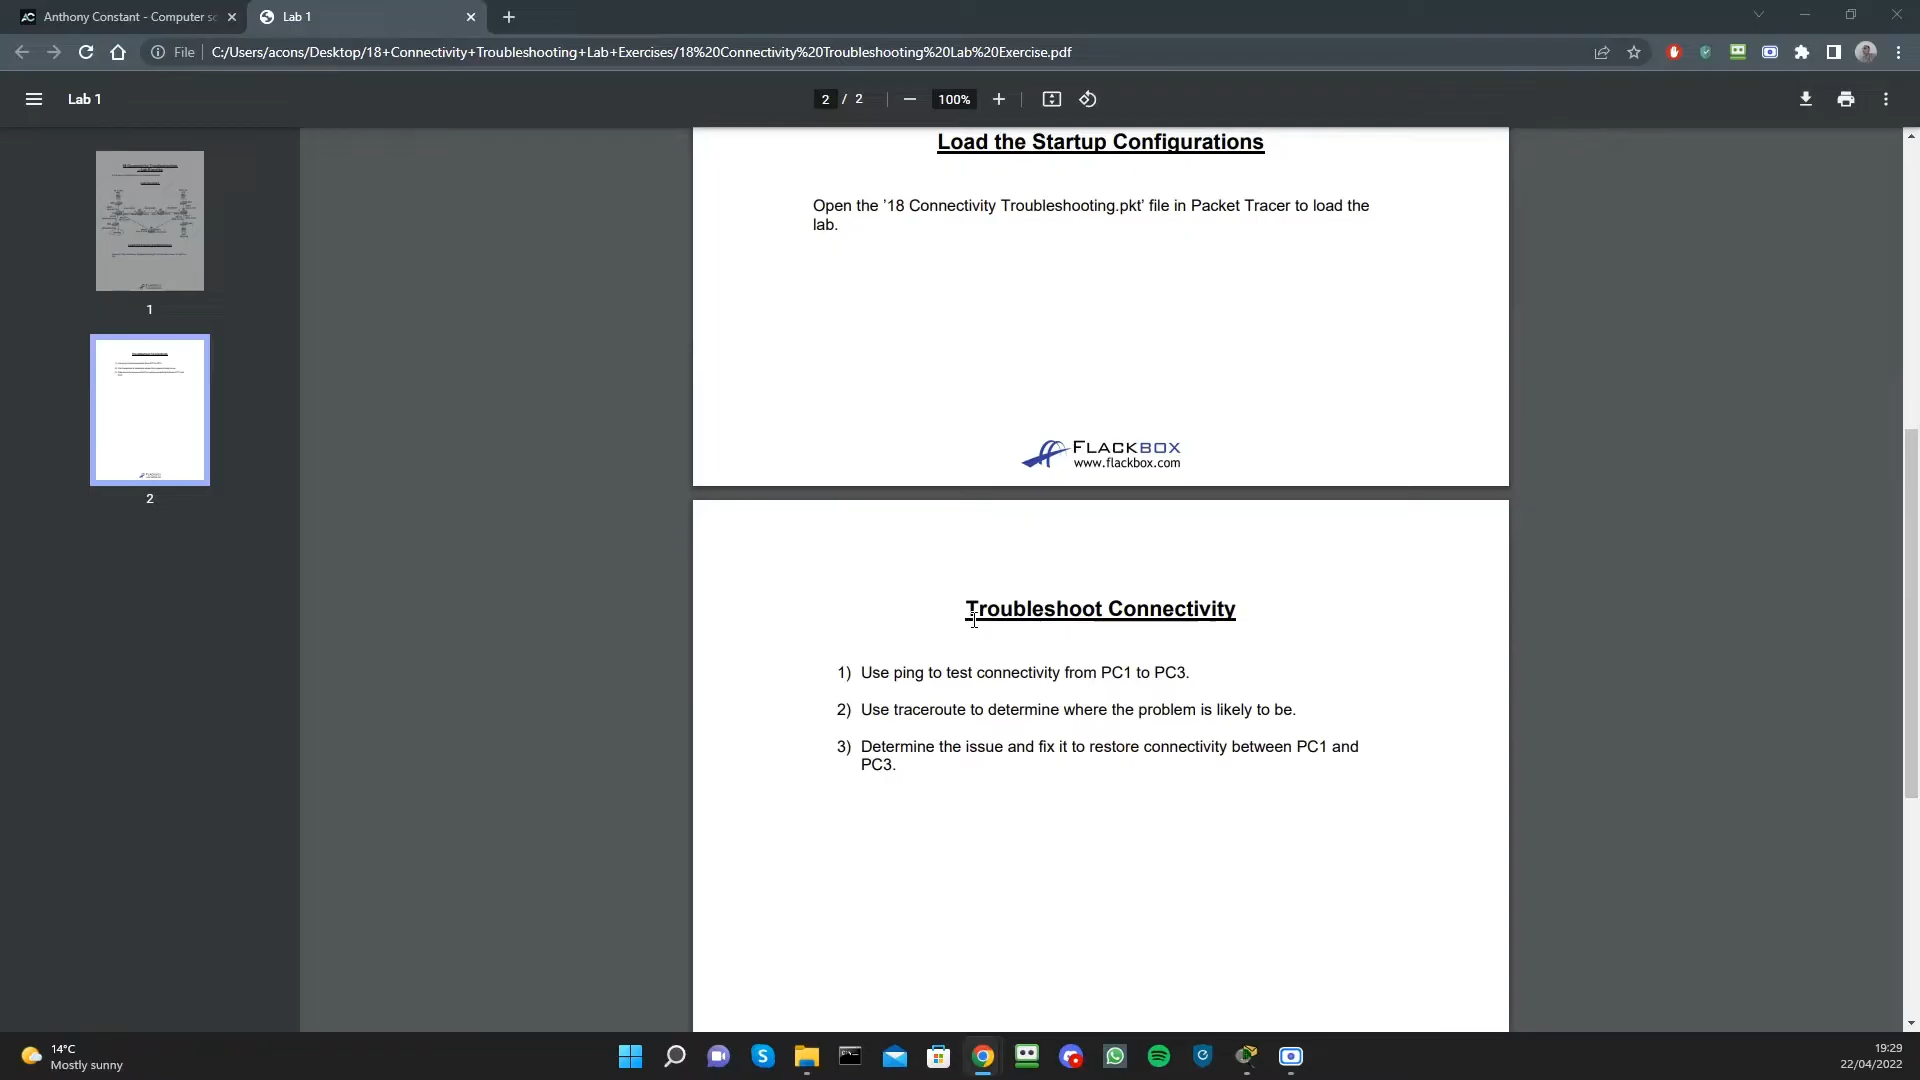 Anthony Constant - Computer sc
Lab 1
File
C:/Users/acons/Desktop/18+Connectivity+Troubleshooting+Lab+Exercises/18%20Connectivity%20Troubleshooting%20Lab%20Exercise.pdf
Lab 1
2 / 2
100%
1
2
Load the Startup Configurations
Open the ’18 Connectivity Troubleshooting.pkt’ file in Packet Tracer to load the
lab.
FLACKBOX
www.flackbox.com
Troubleshoot Connectivity
1) Use ping to test connectivity from PC1 to PC3.
2) Use traceroute to determine where the problem is likely to be.
3) Determine the issue and fix it to restore connectivity between PC1 and
PC3.
14°C
Mostly sunny
19:29
22/04/2022